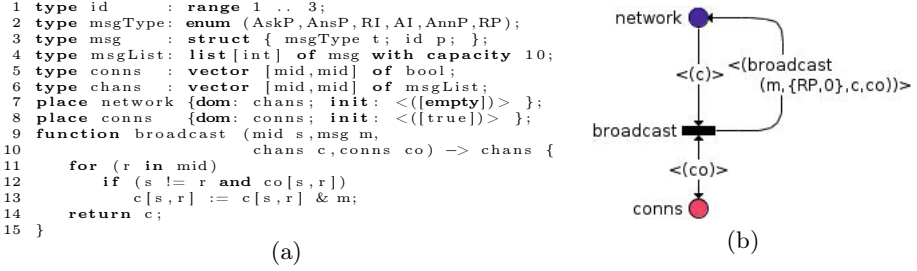 1 type id : range 1 .. 3;
2 type msgType: enum (AskP,AnsP,RI,AI,AnnP,RP);
3 type msg : struct { msgType t; id p; };
4 type msgList: list[int] of msg with capacity 10;
5 type conns : vector [mid,mid] of bool;
6 type chans : vector [mid,mid] of msgList;
7 place network {dom: chans; init: <([empty])> };
8 place conns {dom: conns; init: <([true])> };
9 function broadcast (mid s,msg m,
10 chans c,conns co) -> chans {
11 for (r in mid)
12 if (s != r and co[s,r])
13 c[s,r] := c[s,r] & m;
14 return c;
15 }
(a)
network
<(c)>
<(broadcast
(m,{RP,0},c,co))>
broadcast
<(co)>
conns
(b)